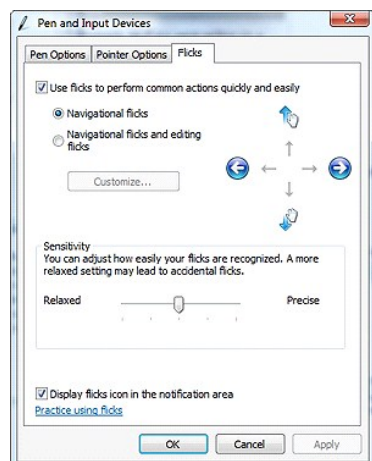 Pen and Input Devices
Pen Options
Pointer Options
Flicks
Use flicks to perform common actions quickly and easily
Navigational flicks
Navigational flicks and editing
flicks
Customize...
Sensitivity
You can adjust how easily your flicks are recognized. A more
relaxed setting may lead to accidental flicks.
Relaxed
Precise
Display flicks icon in the notification area
Practice using flicks
OK
Cancel
Apply